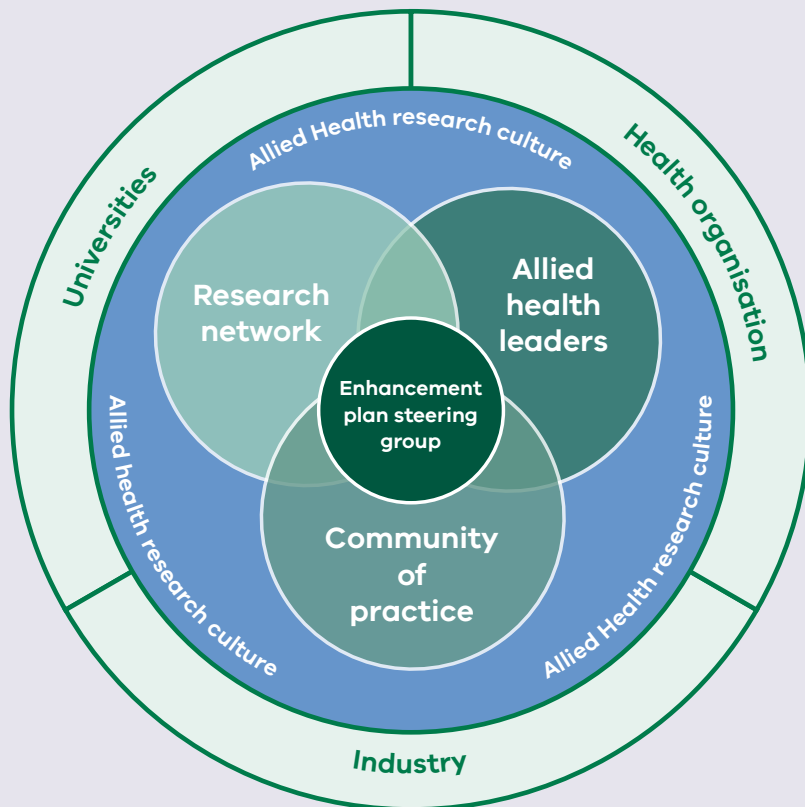 Allied Health research culture
Universities
Health organisation
Research
network
Allied
health
leaders
Enhancement
plan steering
group
Community
of
practice
Allied health research culture
Allied Health research culture
Industry